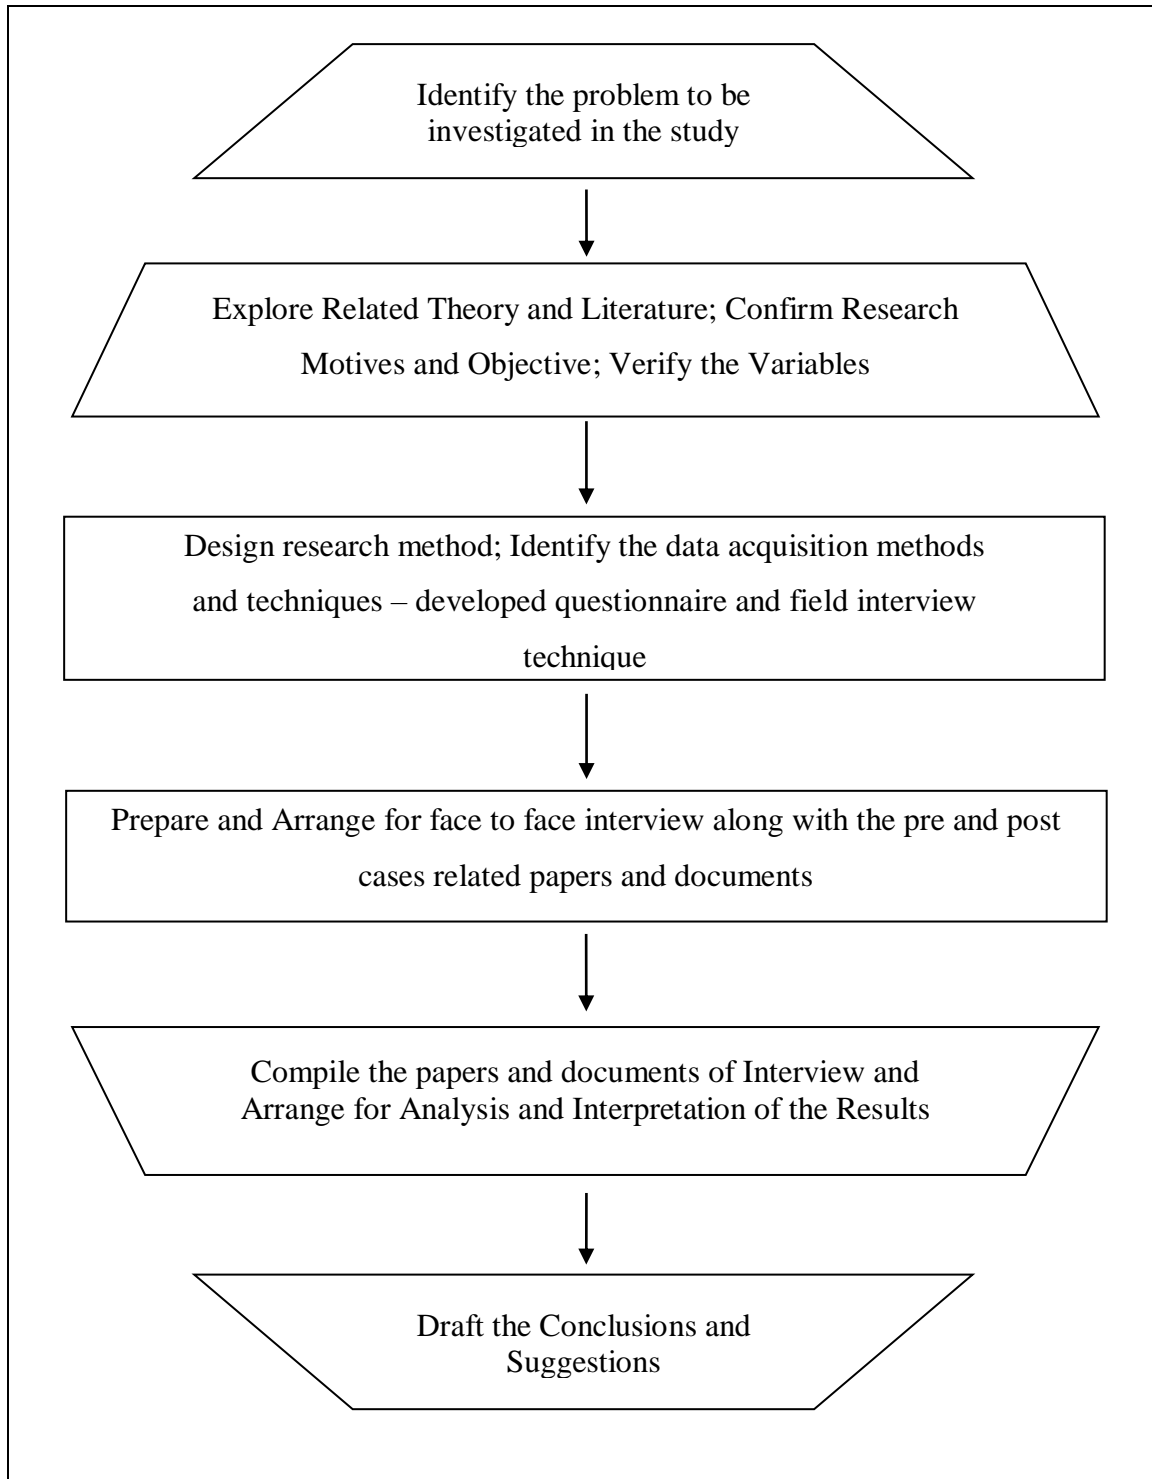 Identify the problem to be
investigated in the study
Explore Related Theory and Literature; Confirm Research
Motives and Objective; Verify the Variables
Design research method; Identify the data acquisition methods
and techniques – developed questionnaire and field interview
technique
Prepare and Arrange for face to face interview along with the pre and post
cases related papers and documents
Compile the papers and documents of Interview and
Arrange for Analysis and Interpretation of the Results
Draft the Conclusions and
Suggestions